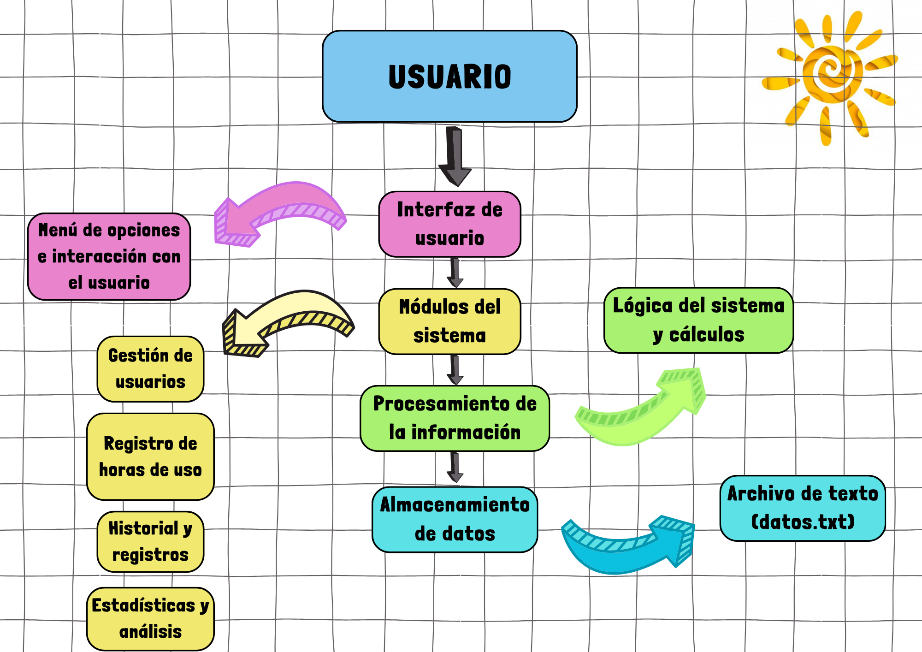 USUARIO
Interfaz de
usuario
Menú de opciones
e interacción con
el usuario
Módulos del
sistema
Lógica del sistema
y cálculos
Gestión de
usuarios
Procesamiento de
la información
Registro de
horas de uso
Almacenamiento
de datos
Archivo de texto
(datos.txt)
Historial y
registros
Estadísticas y
análisis